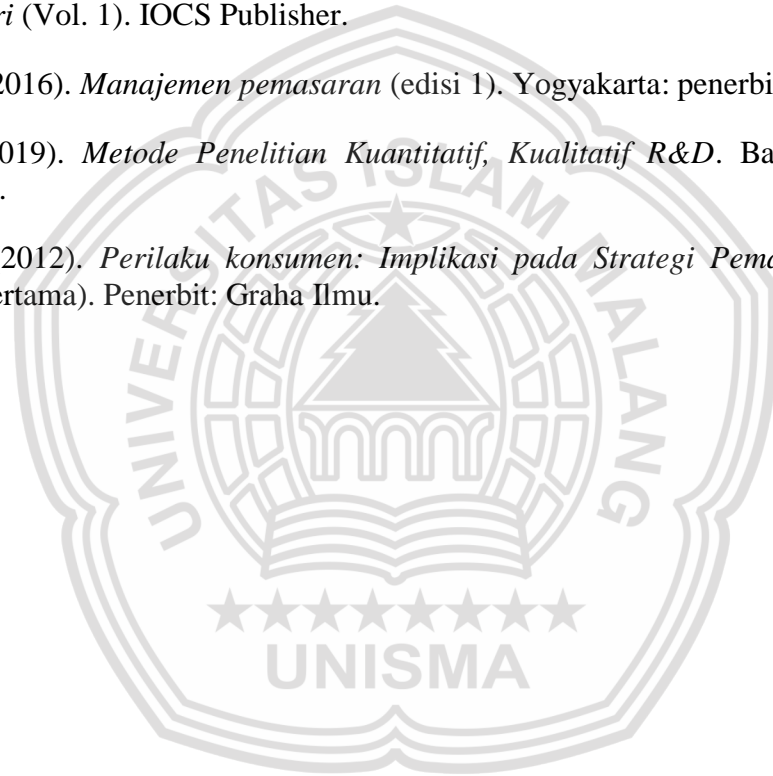 ri (Vol. 1). IOCS Publisher.
2016). Manajemen pemasaran (edisi 1). Yogyakarta: penerbi
019). Metode Penelitian Kuantitatif, Kualitatif R&D. Ba
.
2012). Perilaku konsumen: Implikasi pada Strategi Pema
ertama). Penerbit: Graha Ilmu.
UNIVERSITAS ISLAM MALANG
UNISMA